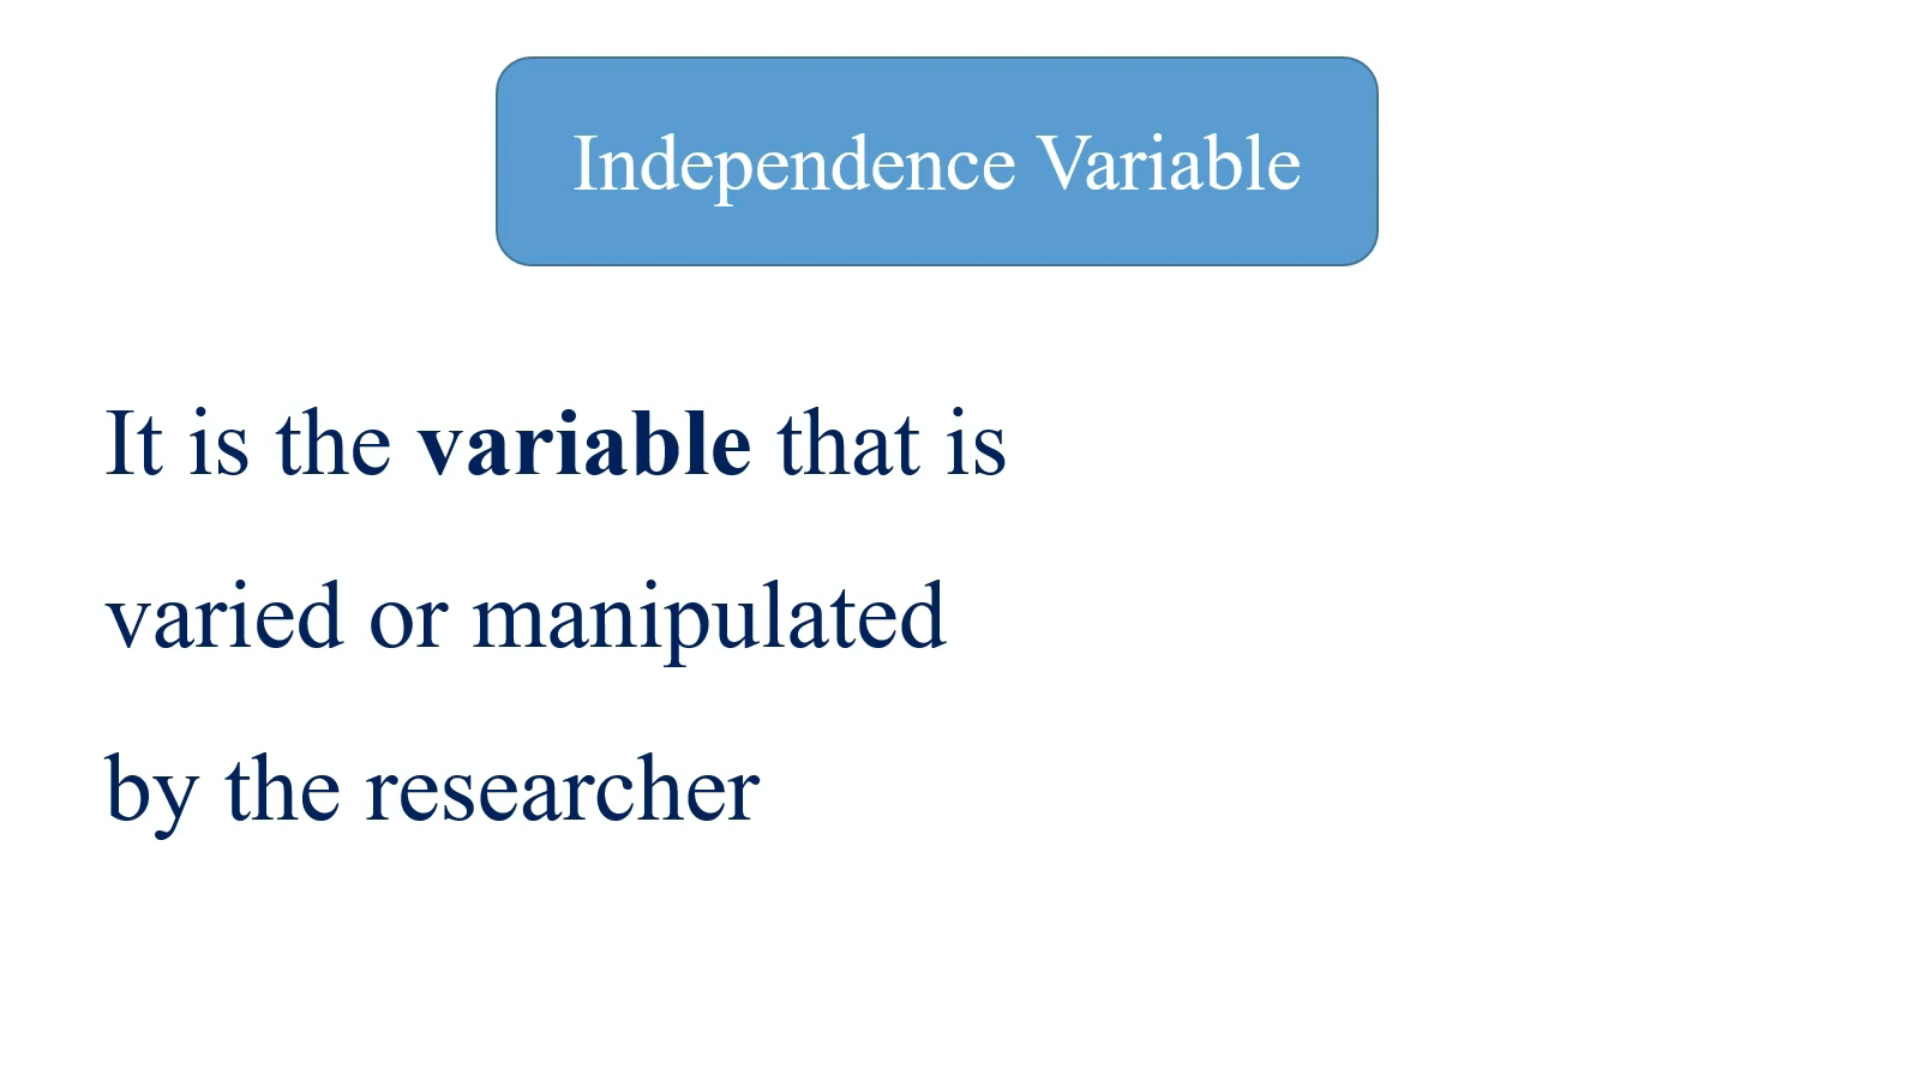 Independence Variable
It is the variable that is
varied or manipulated
by the researcher